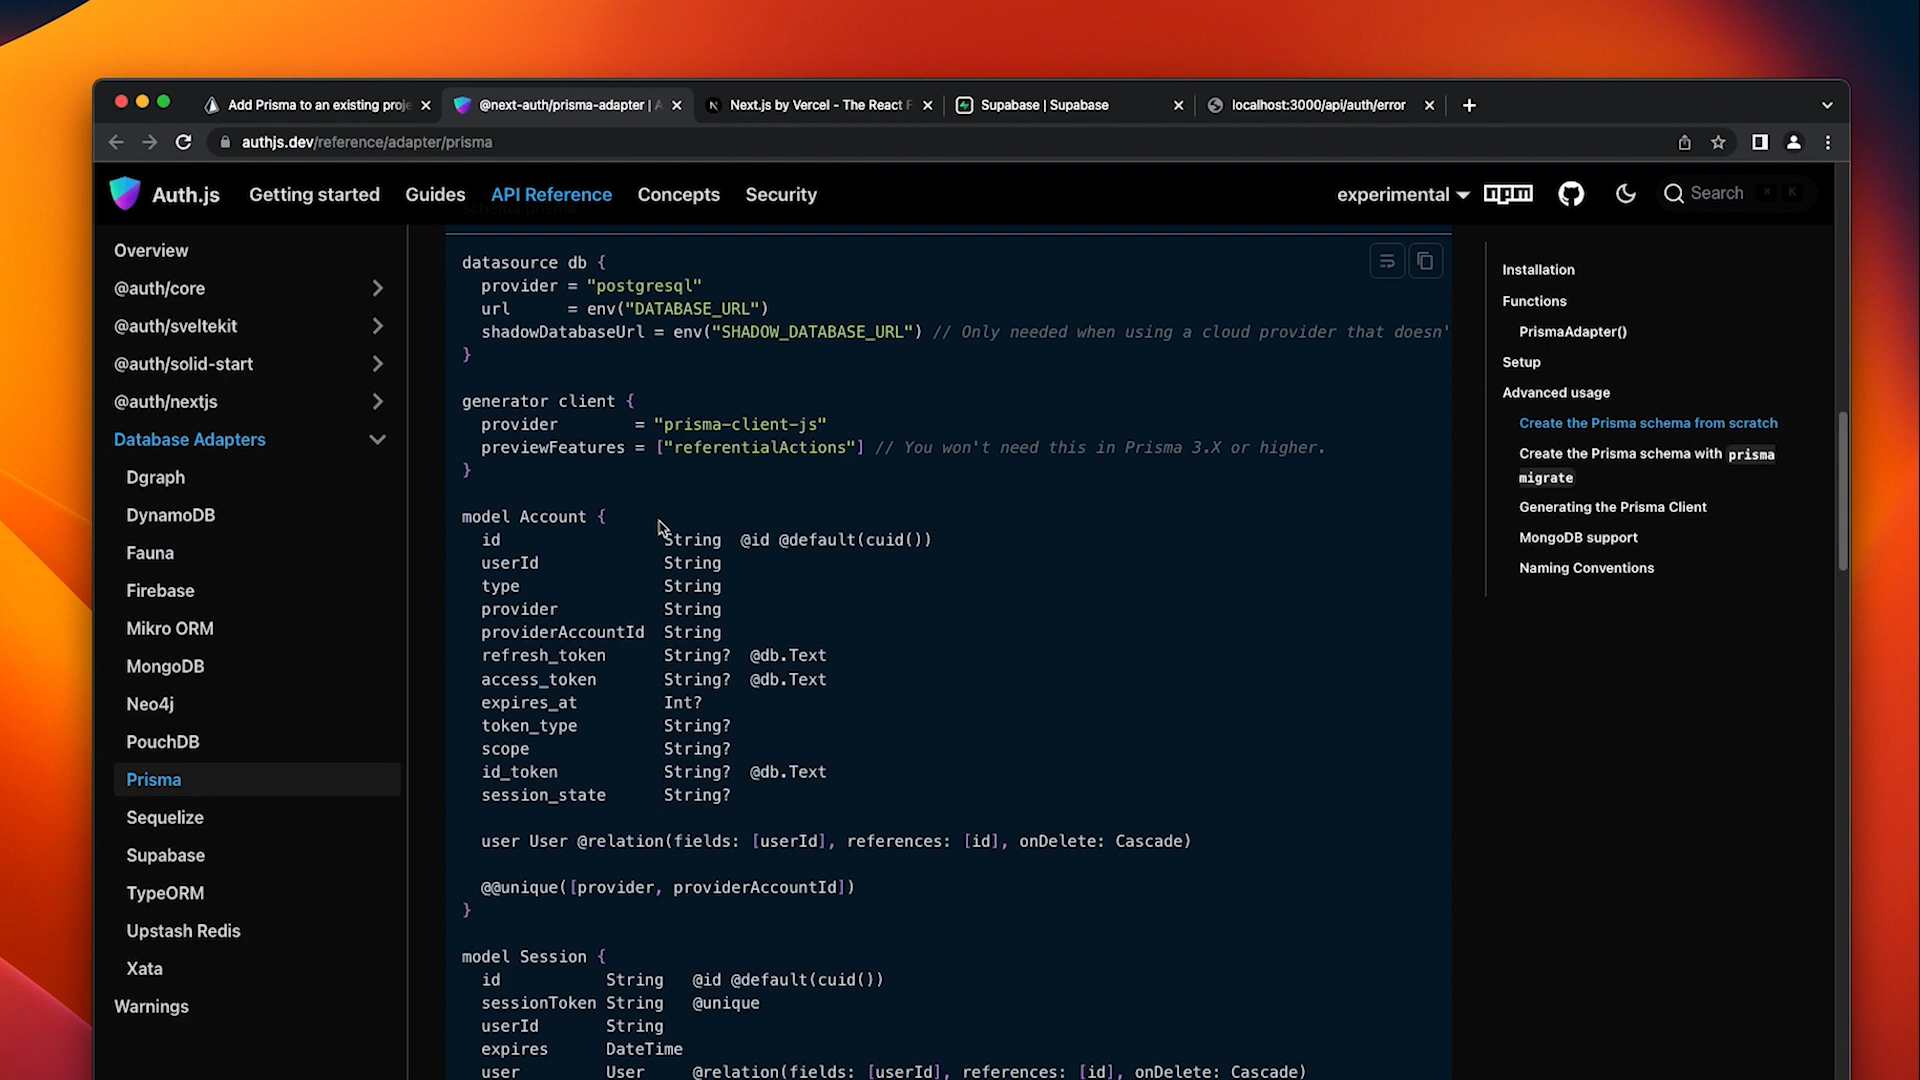 Add Prisma to an existing proje
@next-auth/prisma-adapter | A
Next.js by Vercel - The React F
Supabase | Supabase
localhost:3000/api/auth/error
authjs.dev/reference/adapter/prisma
Auth.js
Getting started
Guides
API Reference
Concepts
Security
experimental
npm
Search
K
schema.prisma
Overview
@auth/core
@auth/sveltekit
@auth/solid-start
@auth/nextjs
Database Adapters
Dgraph
DynamoDB
Fauna
Firebase
Mikro ORM
MongoDB
Neo4j
PouchDB
Prisma
Sequelize
Supabase
TypeORM
Upstash Redis
Xata
Warnings
datasource db {
  provider = "postgresql"
  url      = env("DATABASE_URL")
  shadowDatabaseUrl = env("SHADOW_DATABASE_URL") // Only needed when using a cloud provider that doesn'
}
generator client {
  provider        = "prisma-client-js"
  previewFeatures = ["referentialActions"] // You won't need this in Prisma 3.X or higher.
}
model Account {
  id                 String  @id @default(cuid())
  userId             String
  type               String
  provider           String
  providerAccountId  String
  refresh_token      String?  @db.Text
  access_token       String?  @db.Text
  expires_at         Int?
  token_type         String?
  scope              String?
  id_token           String?  @db.Text
  session_state      String?
  user User @relation(fields: [userId], references: [id], onDelete: Cascade)
  @@unique([provider, providerAccountId])
}
model Session {
  id           String   @id @default(cuid())
  sessionToken String   @unique
  userId       String
  expires      DateTime
  user         User     @relation(fields: [userId], references: [id], onDelete: Cascade)
Installation
Functions
PrismaAdapter()
Setup
Advanced usage
Create the Prisma schema from scratch
Create the Prisma schema with prisma
migrate
Generating the Prisma Client
MongoDB support
Naming Conventions